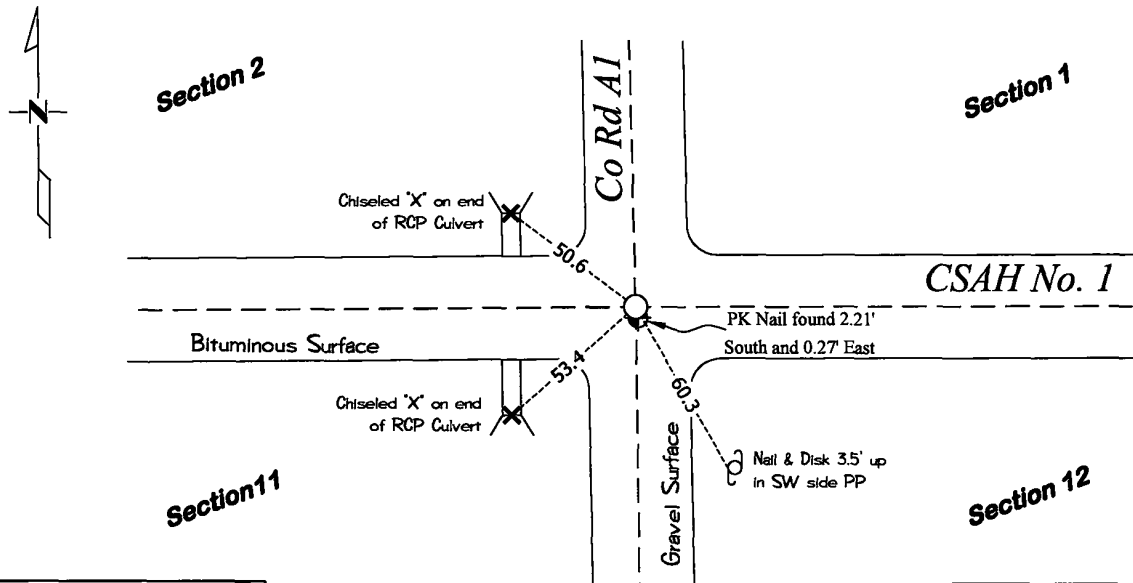 Section 2
Co Rd A1
Section 1
N
Chiseled "X" on end
of RCP Culvert
50.6
CSAH No. 1
PK Nail found 2.21'
South and 0.27' East
Bituminous Surface
53.4
60.3
Chiseled "X" on end
of RCP Culvert
Nail & Disk 3.5' up
in SW side PP
Gravel Surface
Section11
Section 12